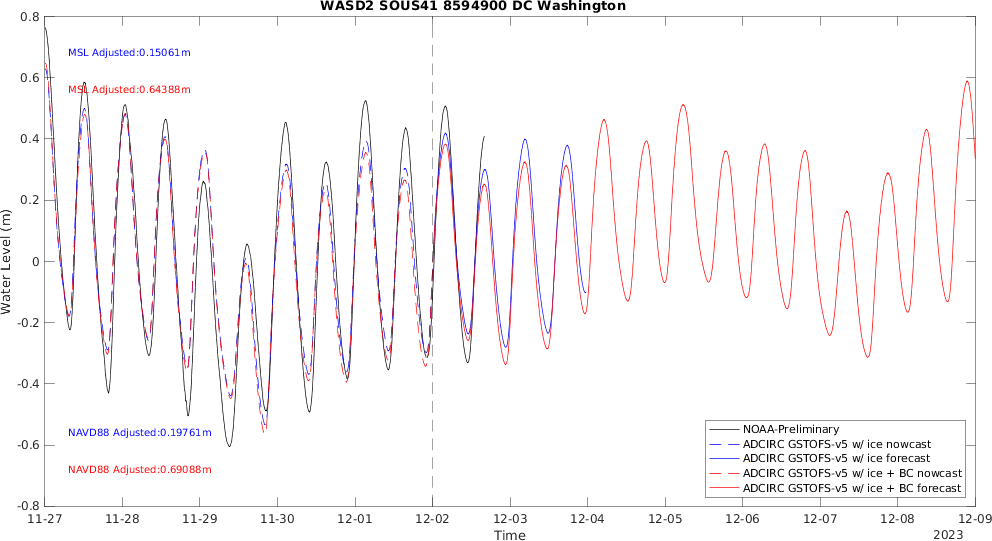 WASD2 SOUS41 8594900 DC Washington
0.8
0.6
0.4
0.2
0
-0.2
-0.4
-0.6
-0.8
Water Level (m)
MSL Adjusted:0.15061m
MSL Adjusted:0.64388m
NAVD88 Adjusted:0.19761m
NAVD88 Adjusted:0.69088m
NOAA-Preliminary
ADCIRC GSTOFS-v5 w/ ice nowcast
ADCIRC GSTOFS-v5 w/ ice forecast
ADCIRC GSTOFS-v5 w/ ice + BC nowcast
ADCIRC GSTOFS-v5 w/ ice + BC forecast
11-27 11-28 11-29 11-30 12-01 12-02 12-03 12-04 12-05 12-06 12-07 12-08 12-09
Time
2023